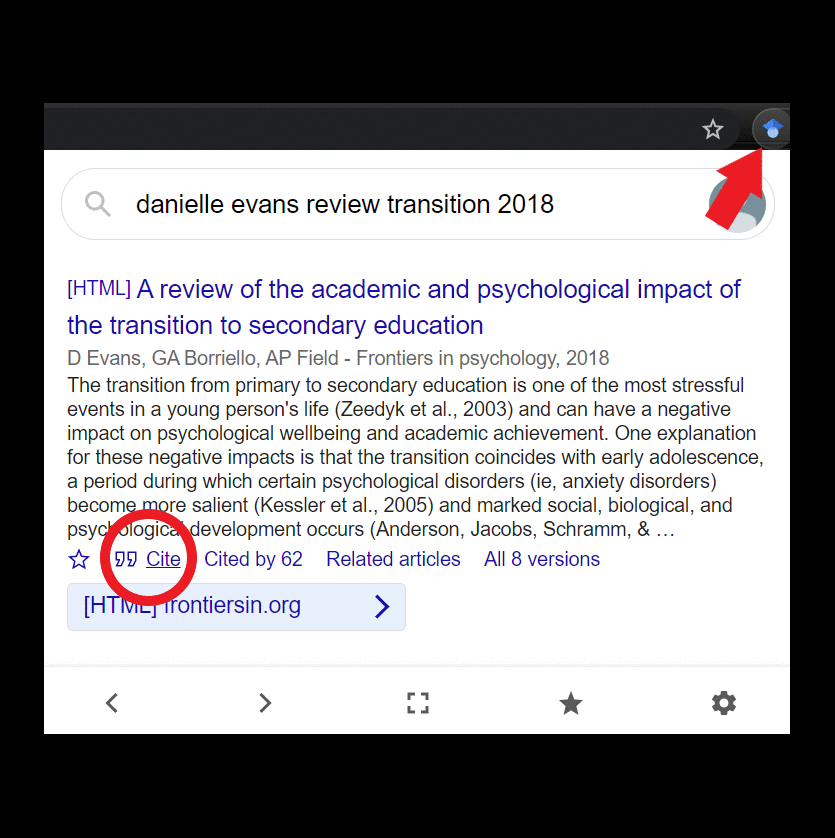 danielle evans review transition 2018
[HTML] A review of the academic and psychological impact of
the transition to secondary education
D Evans, GA Borriello, AP Field - Frontiers in psychology, 2018
The transition from primary to secondary education is one of the most stressful
events in a young person's life (Zeedyk et al., 2003) and can have a negative
impact on psychological wellbeing and academic achievement. One explanation
for these negative impacts is that the transition coincides with early adolescence,
a period during which certain psychological disorders (ie, anxiety disorders)
become more salient (Kessler et al., 2005) and marked social, biological, and
psychological development occurs (Anderson, Jacobs, Schramm, & …
Cite Cited by 62 Related articles All 8 versions
[HTML] frontiersin.org